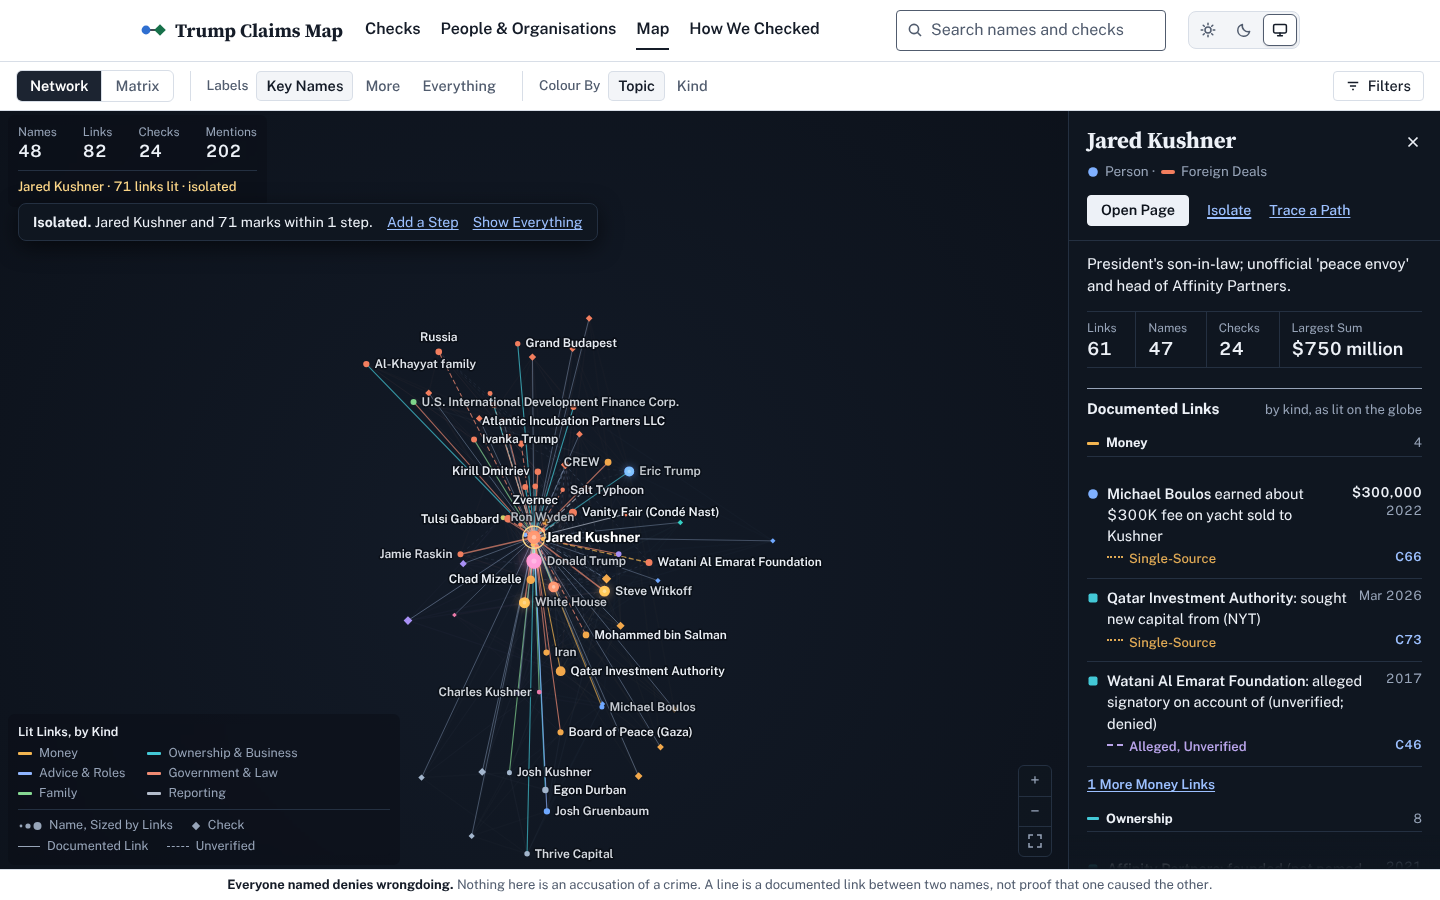 Trump Claims Map
Checks
People & Organisations
Map
How We Checked
Search names and checks
Network
Matrix
Labels
Key Names
More
Everything
Colour By
Topic
Kind
Filters
Names
Links
Checks
Mentions
48
82
24
202
Jared Kushner · 71 links lit · isolated
Isolated. Jared Kushner and 71 marks within 1 step.
Add a Step
Show Everything
Russia
Grand Budapest
Al-Khayyat family
U.S. International Development Finance Corp.
Atlantic Incubation Partners LLC
Ivanka Trump
CREW
Kirill Dmitriev
Eric Trump
Salt Typhoon
Zvernec
Vanity Fair (Condé Nast)
Tulsi Gabbard
Ron Wyden
Jared Kushner
Jamie Raskin
Donald Trump
Watani Al Emarat Foundation
Chad Mizelle
Steve Witkoff
White House
Mohammed bin Salman
Iran
Qatar Investment Authority
Charles Kushner
Michael Boulos
Board of Peace (Gaza)
Josh Kushner
Egon Durban
Josh Gruenbaum
Thrive Capital
Lit Links, by Kind
Money
Ownership & Business
Advice & Roles
Government & Law
Family
Reporting
Name, Sized by Links
Check
Documented Link
Unverified
+
−
Jared Kushner
Person · Foreign Deals
Open Page
Isolate
Trace a Path
President's son-in-law; unofficial 'peace envoy'
and head of Affinity Partners.
Links
Names
Checks
Largest Sum
61
47
24
$750 million
Documented Links
by kind, as lit on the globe
Money
4
Michael Boulos earned about
$300K fee on yacht sold to
Kushner
$300,000
2022
Single-Source
C66
Qatar Investment Authority: sought
new capital from (NYT)
Mar 2026
Single-Source
C73
Watani Al Emarat Foundation: alleged
signatory on account of (unverified;
denied)
2017
Alleged, Unverified
C46
1 More Money Links
Ownership
8
Everyone named denies wrongdoing. Nothing here is an accusation of a crime. A line is a documented link between two names, not proof that one caused the other.